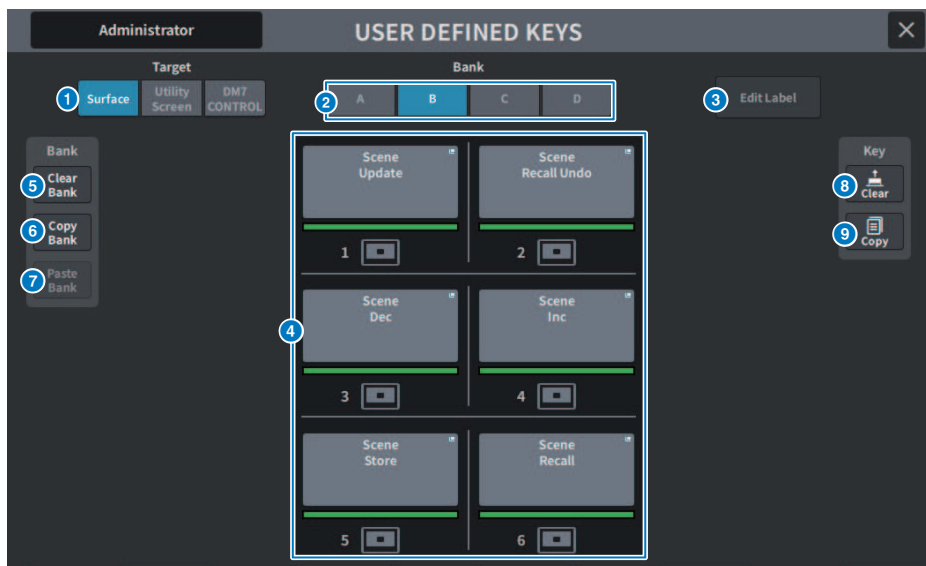 Administrator
USER DEFINED KEYS
Target
Bank
1
Surface
Utility
Screen
DM7
CONTROL
2
A
B
C
D
3
Edit Label
Bank
5
Clear
Bank
6
Copy
Bank
7
Paste
Bank
4
Scene
Update
Scene
Recall Undo
1
2
Scene
Dec
Scene
Inc
3
4
Scene
Store
Scene
Recall
5
6
Key
8
Clear
9
Copy